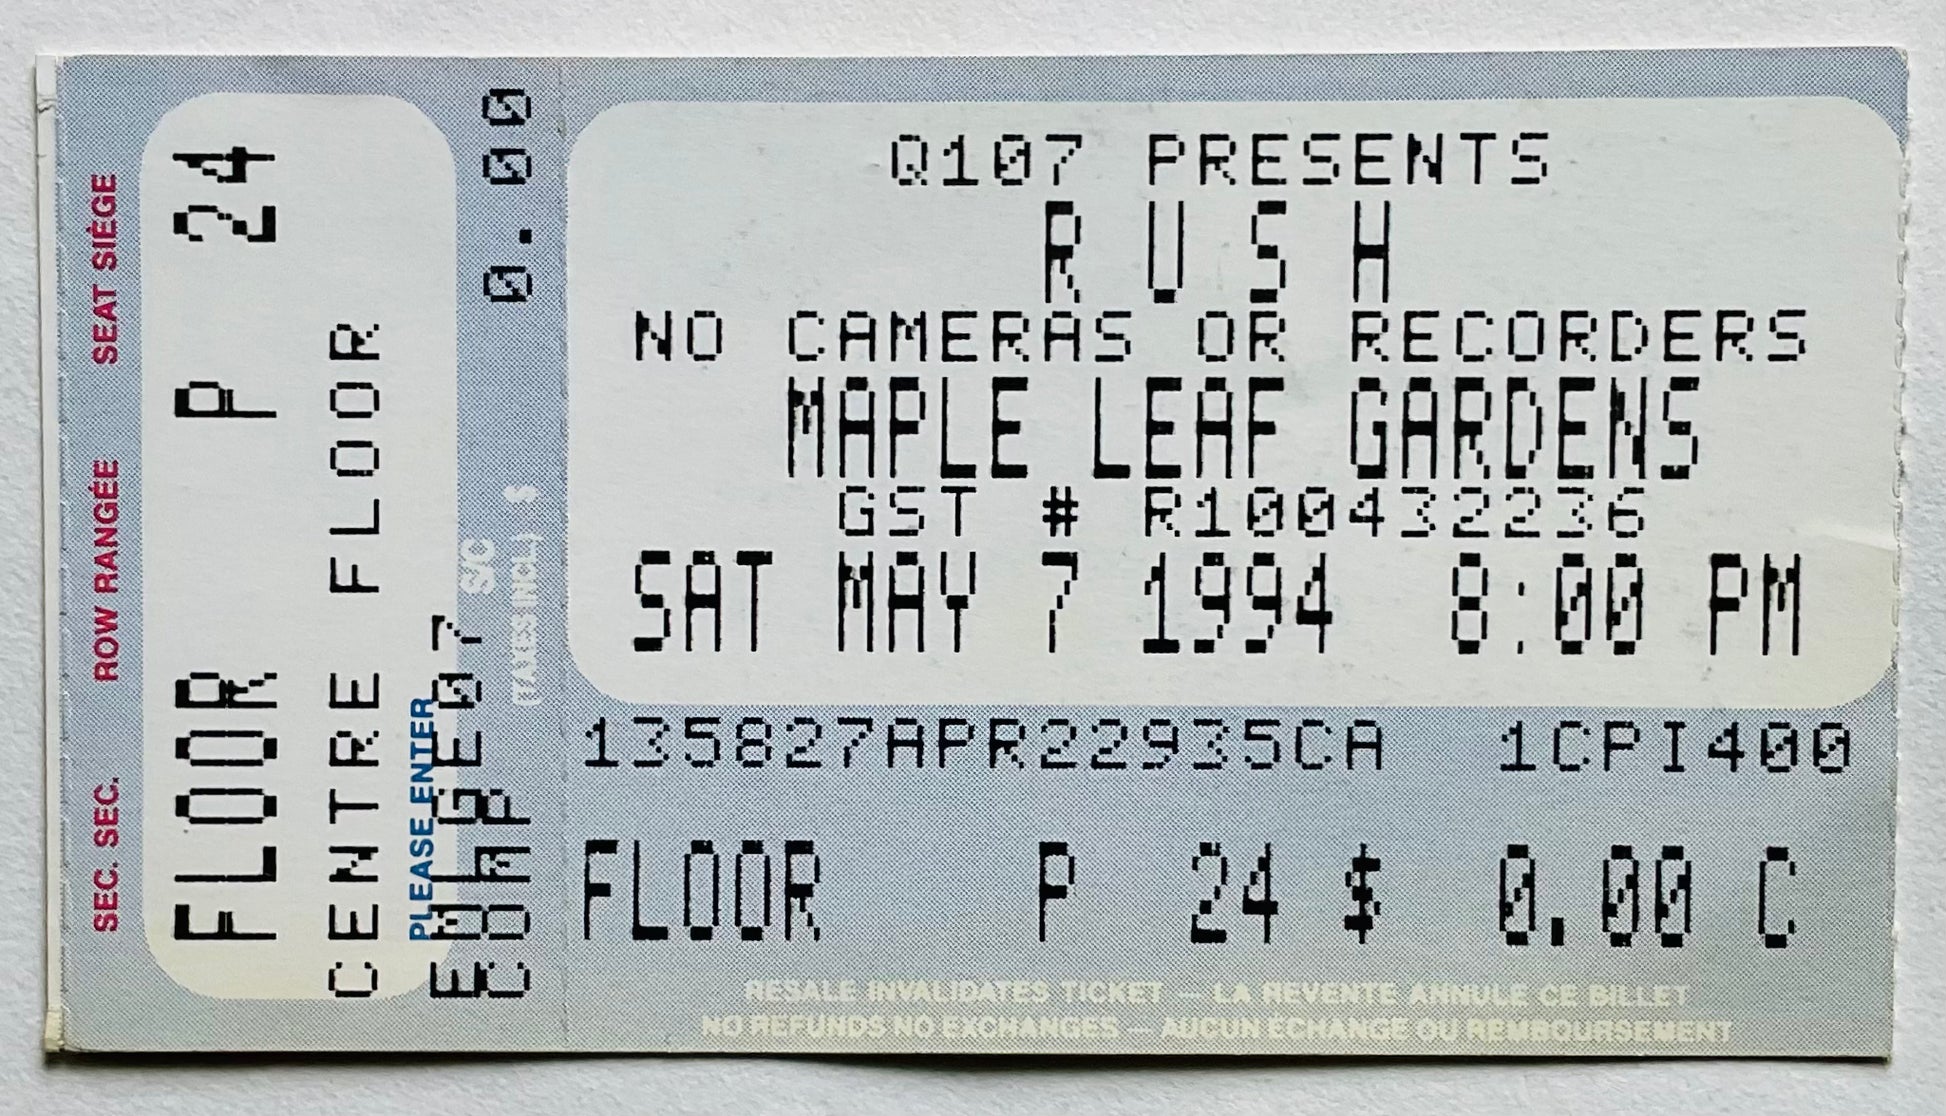 SEC. SEC. ROW RANGÉE SEAT SIÈGE
FLOOR P 24
CENTRE FLOOR
PLEASE ENTER
S/C
COMP 0.00
(TAXES INCL.) $
Q107 PRESENTS
R U S H
NO CAMERAS OR RECORDERS
MAPLE LEAF GARDENS
GST # R100432236
SAT MAY 7 1994 8:00 PM
135827APR22935CA 1CPI400
FLOOR P 24 $ 0.00 C
RESALE INVALIDATES TICKET — LA REVENTE ANNULE CE BILLET
NO REFUNDS NO EXCHANGES — AUCUN ÉCHANGE OU REMBOURSEMENT